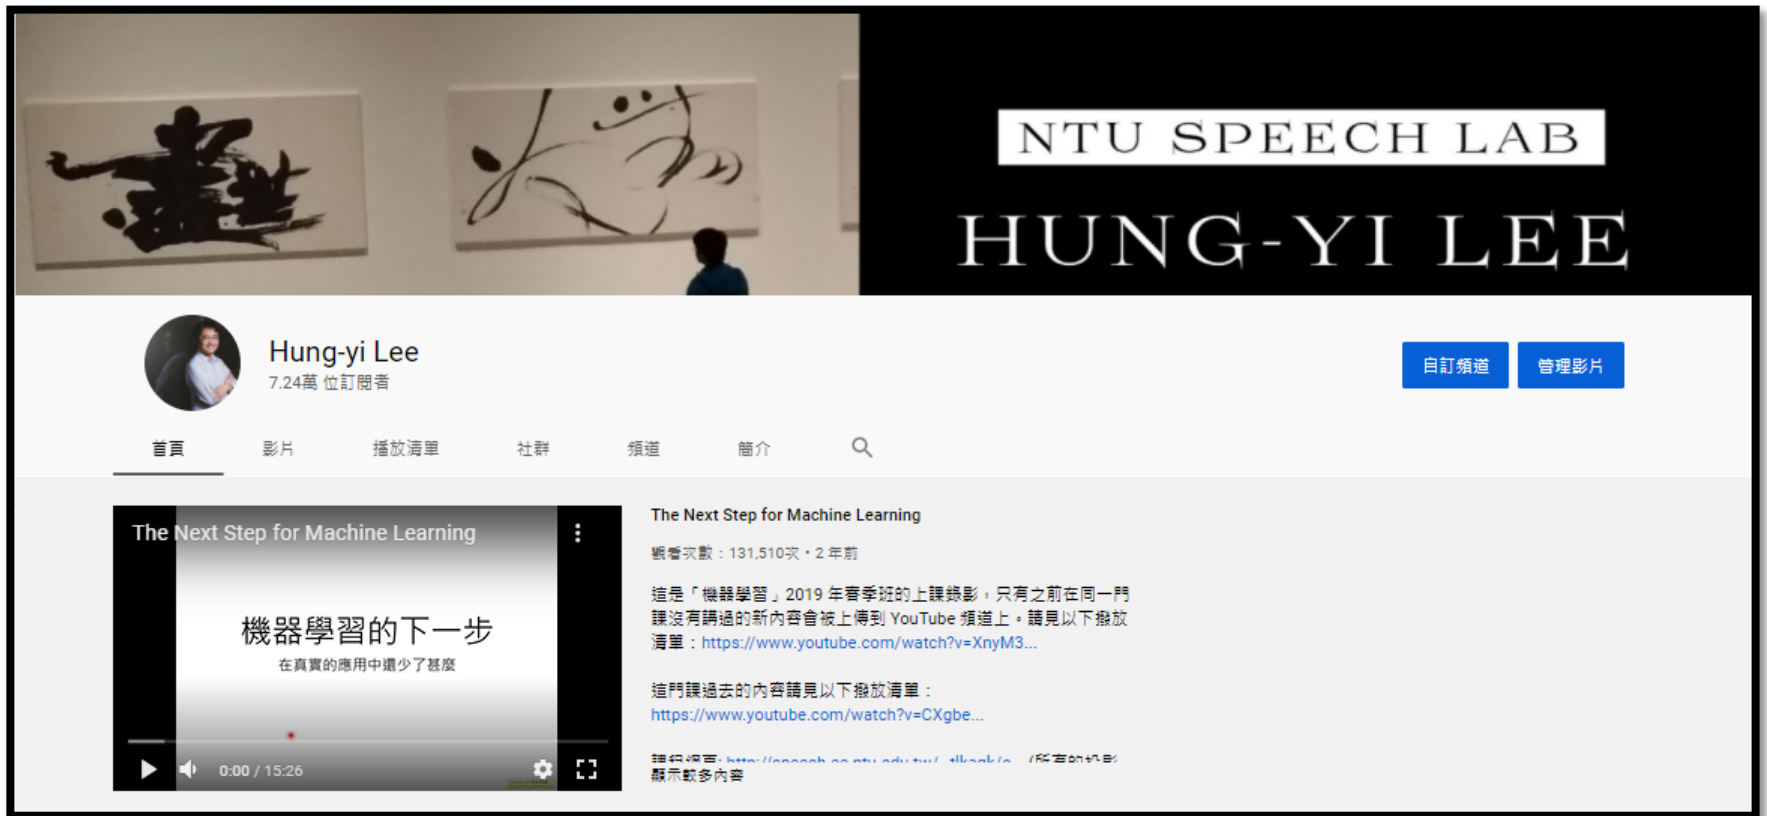 NTU SPEECH LAB
HUNG-YI LEE
Hung-yi Lee
7.24萬 位訂閱者
自訂頻道
管理影片
首頁
影片
播放清單
社群
頻道
簡介
The Next Step for Machine Learning
機器學習的下一步
在真實的應用中還少了甚麼
0:00 / 15:26
The Next Step for Machine Learning
觀看次數：131,510次・2 年前
這是「機器學習」2019 年春季班的上課錄影，只有之前在同一門
課沒有講過的新內容會被上傳到 YouTube 頻道上。請見以下撥放
清單：https://www.youtube.com/watch?v=XnyM3...
這門課過去的內容請見以下撥放清單：
https://www.youtube.com/watch?v=CXgbe...
顯示較多內容